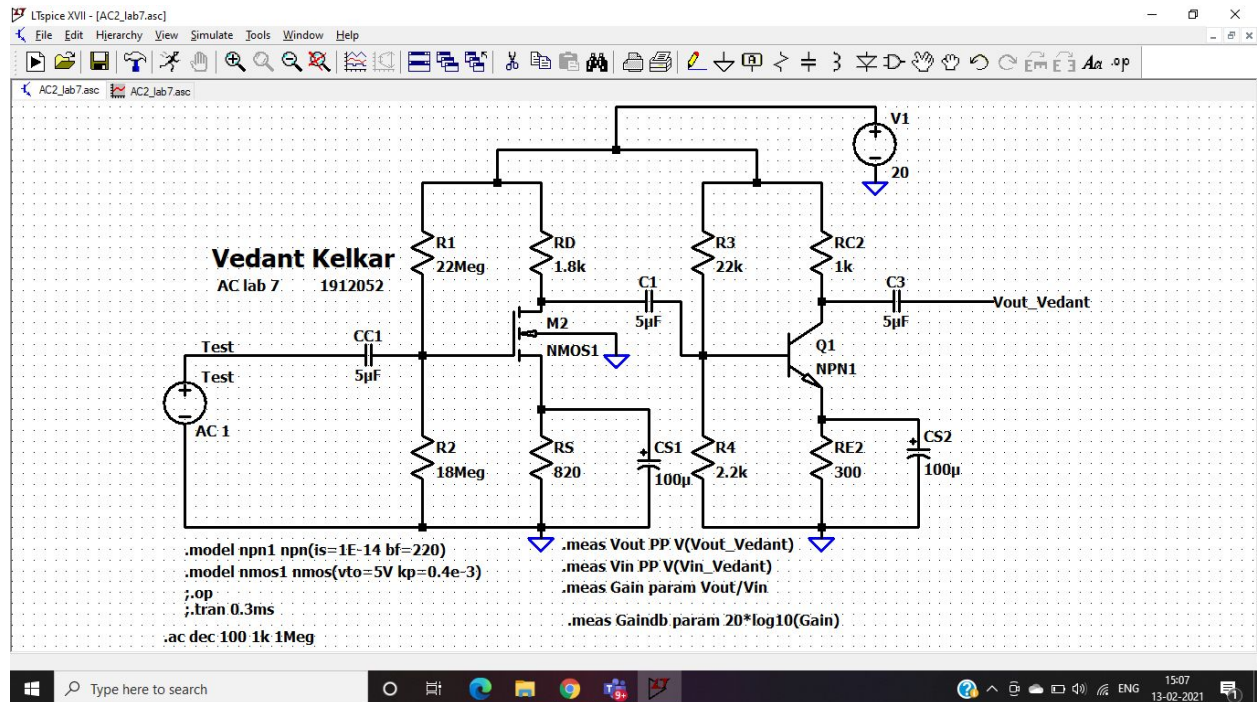 LTspice XVII - [AC2_lab7.asc]
File Edit Hierarchy View Simulate Tools Window Help
Aa .op
AC2_lab7.asc AC2_lab7.asc
V1
20
R1
22Meg
RD
1.8k
R3
22k
RC2
1k
Vedant Kelkar
AC lab 7 1912052
C1
5µF
C3
5µF
Vout_Vedant
M2
NMOS1
Q1
NPN1
Test
CC1
5µF
Test
AC 1
R2
18Meg
RS
820
CS1
100µ
R4
2.2k
RE2
300
CS2
100µ
.model npn1 npn(is=1E-14 bf=220)
.model nmos1 nmos(vto=5V kp=0.4e-3)
;.op
;.tran 0.3ms
.ac dec 100 1k 1Meg
.meas Vout PP V(Vout_Vedant)
.meas Vin PP V(Vin_Vedant)
.meas Gain param Vout/Vin
.meas Gaindb param 20*log10(Gain)
Type here to search
9+
ENG
15:07
13-02-2021